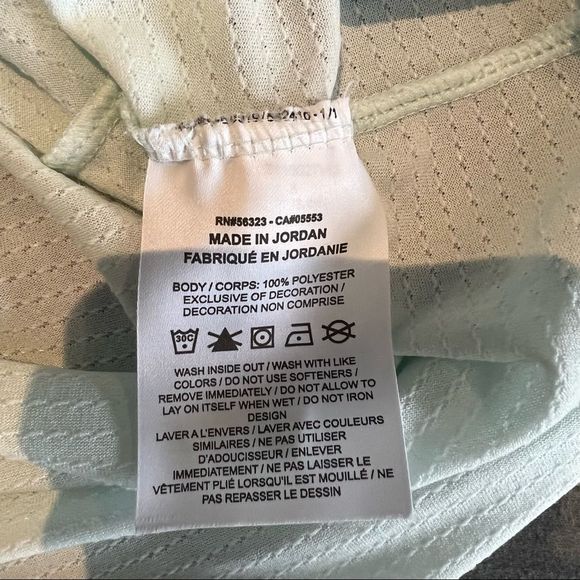 RN#56323 - CA#05553
MADE IN JORDAN
FABRIQUÉ EN JORDANIE
BODY / CORPS: 100% POLYESTER
EXCLUSIVE OF DECORATION /
DECORATION NON COMPRISE
30C
WASH INSIDE OUT / WASH WITH LIKE
COLORS / DO NOT USE SOFTENERS /
REMOVE IMMEDIATELY / DO NOT ALLOW TO
LAY ON ITSELF WHEN WET / DO NOT IRON
DESIGN
LAVER A L'ENVERS / LAVER AVEC COULEURS
SIMILAIRES / NE PAS UTILISER
D'ADOUCISSEUR / ENLEVER
IMMÉDIATEMENT / NE PAS LAISSER LE
VÊTEMENT PLIÉ LORSQU'IL EST MOUILLÉ / NE
PAS REPASSER LE DESSIN